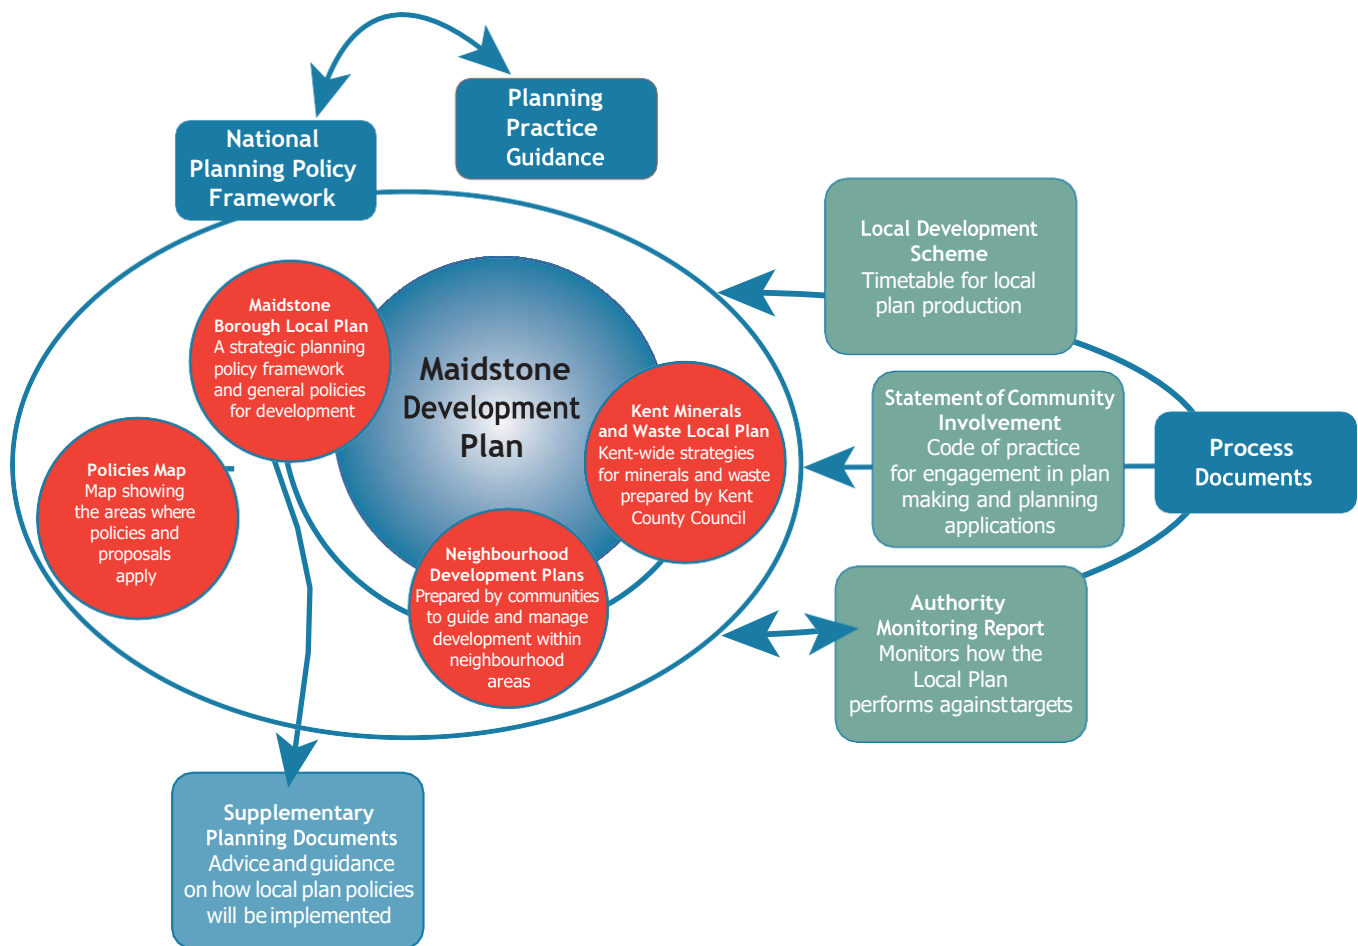 Planning
Practice
Guidance
National
Planning Policy
Framework
Local Development
Scheme
Timetable for local
plan production
Maidstone
Borough Local Plan
A strategic planning
policy framework
and general policies
for development
Maidstone
Development
Plan
Kent Minerals
and Waste Local Plan
Kent-wide strategies
for minerals and waste
prepared by Kent
County Council
Statement of Community
Involvement
Code of practice
for engagement in plan
making and planning
applications
Process
Documents
Policies Map
Map showing
the areas where
policies and
proposals
apply
Neighbourhood
Development Plans
Prepared by communities
to guide and manage
development within
neighbourhood
areas
Authority
Monitoring Report
Monitors how the
Local Plan
performs against targets
Supplementary
Planning Documents
Advice and guidance
on how local plan policies
will be implemented